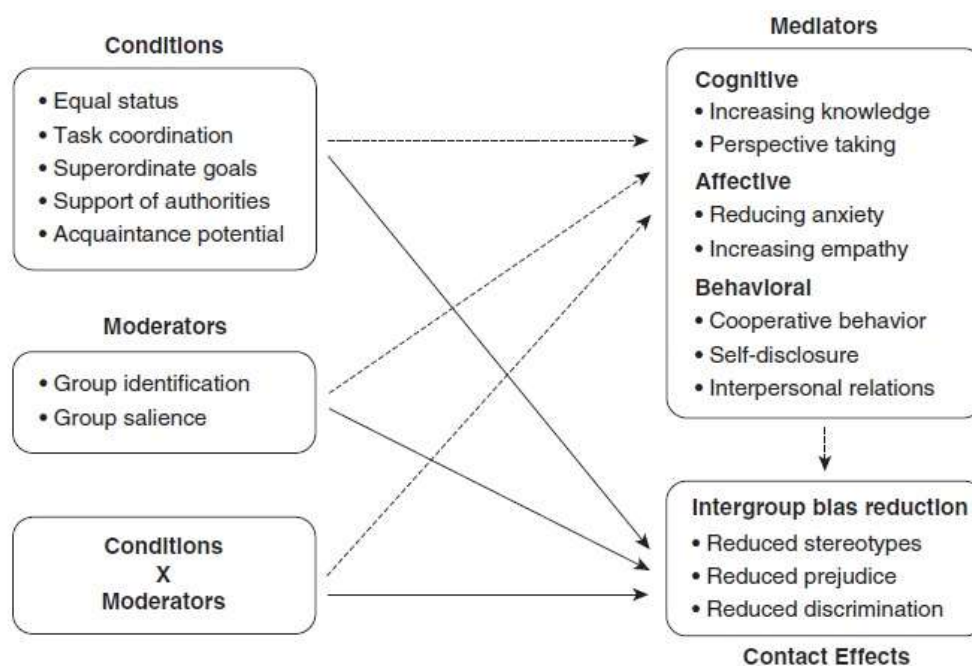 Conditions
• Equal status
• Task coordination
• Superordinate goals
• Support of authorities
• Acquaintance potential
Moderators
• Group identification
• Group salience
Conditions
X
Moderators
Mediators
Cognitive
• Increasing knowledge
• Perspective taking
Affective
• Reducing anxiety
• Increasing empathy
Behavioral
• Cooperative behavior
• Self-disclosure
• Interpersonal relations
Intergroup bias reduction
• Reduced stereotypes
• Reduced prejudice
• Reduced discrimination
Contact Effects